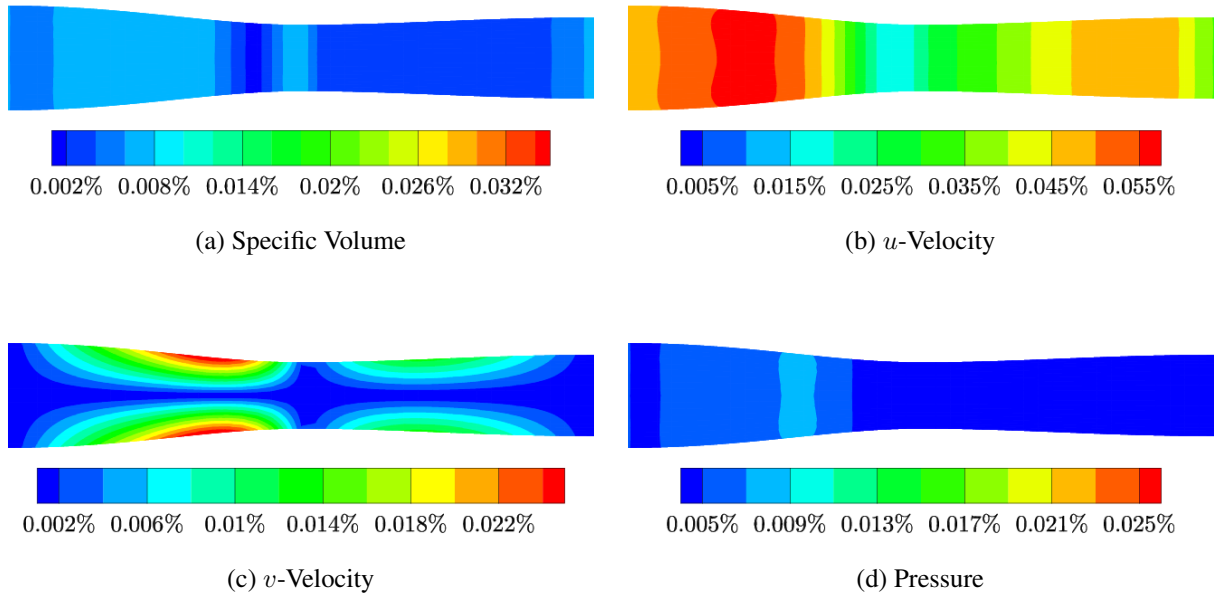 0.002% 0.008% 0.014% 0.02% 0.026% 0.032%
(a) Specific Volume
0.005% 0.015% 0.025% 0.035% 0.045% 0.055%
(b) u-Velocity
0.002% 0.006% 0.01% 0.014% 0.018% 0.022%
(c) v-Velocity
0.005% 0.009% 0.013% 0.017% 0.021% 0.025%
(d) Pressure